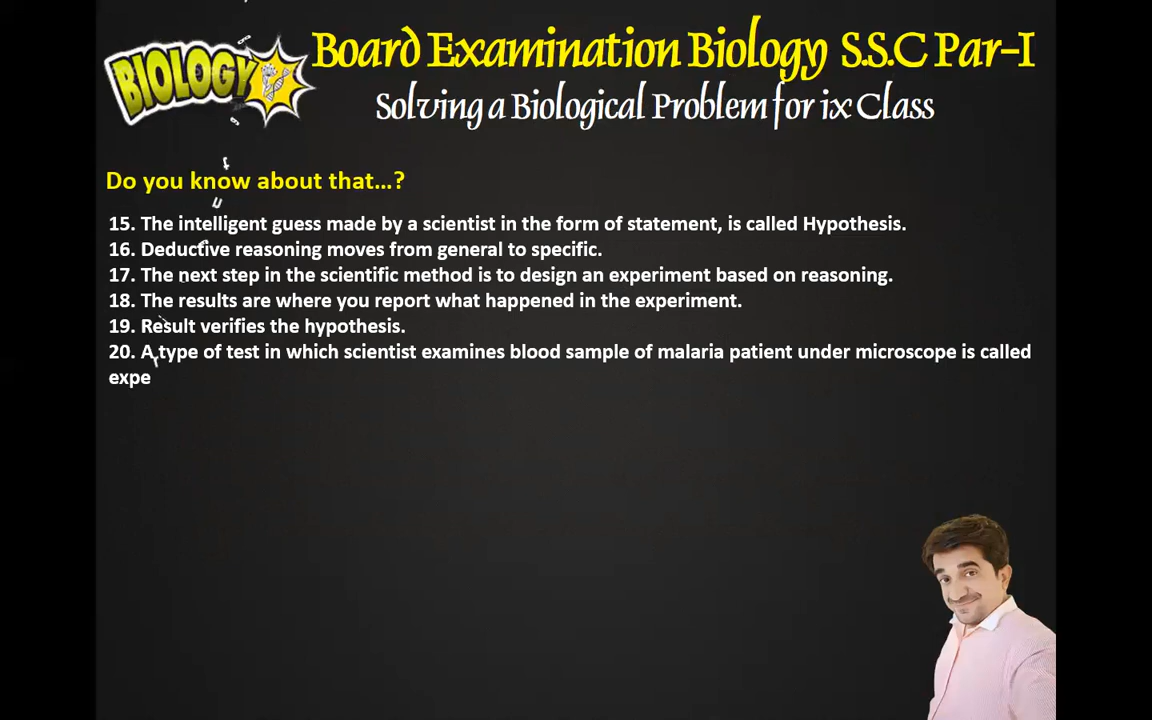 BIOLOGY
Board Examination Biology S.S.C Par-I
Solving a Biological Problem for ix Class
Do you know about that...?
15. The intelligent guess made by a scientist in the form of statement, is called Hypothesis.
16. Deductive reasoning moves from general to specific.
17. The next step in the scientific method is to design an experiment based on reasoning.
18. The results are where you report what happened in the experiment.
19. Result verifies the hypothesis.
20. A type of test in which scientist examines blood sample of malaria patient under microscope is called
expe